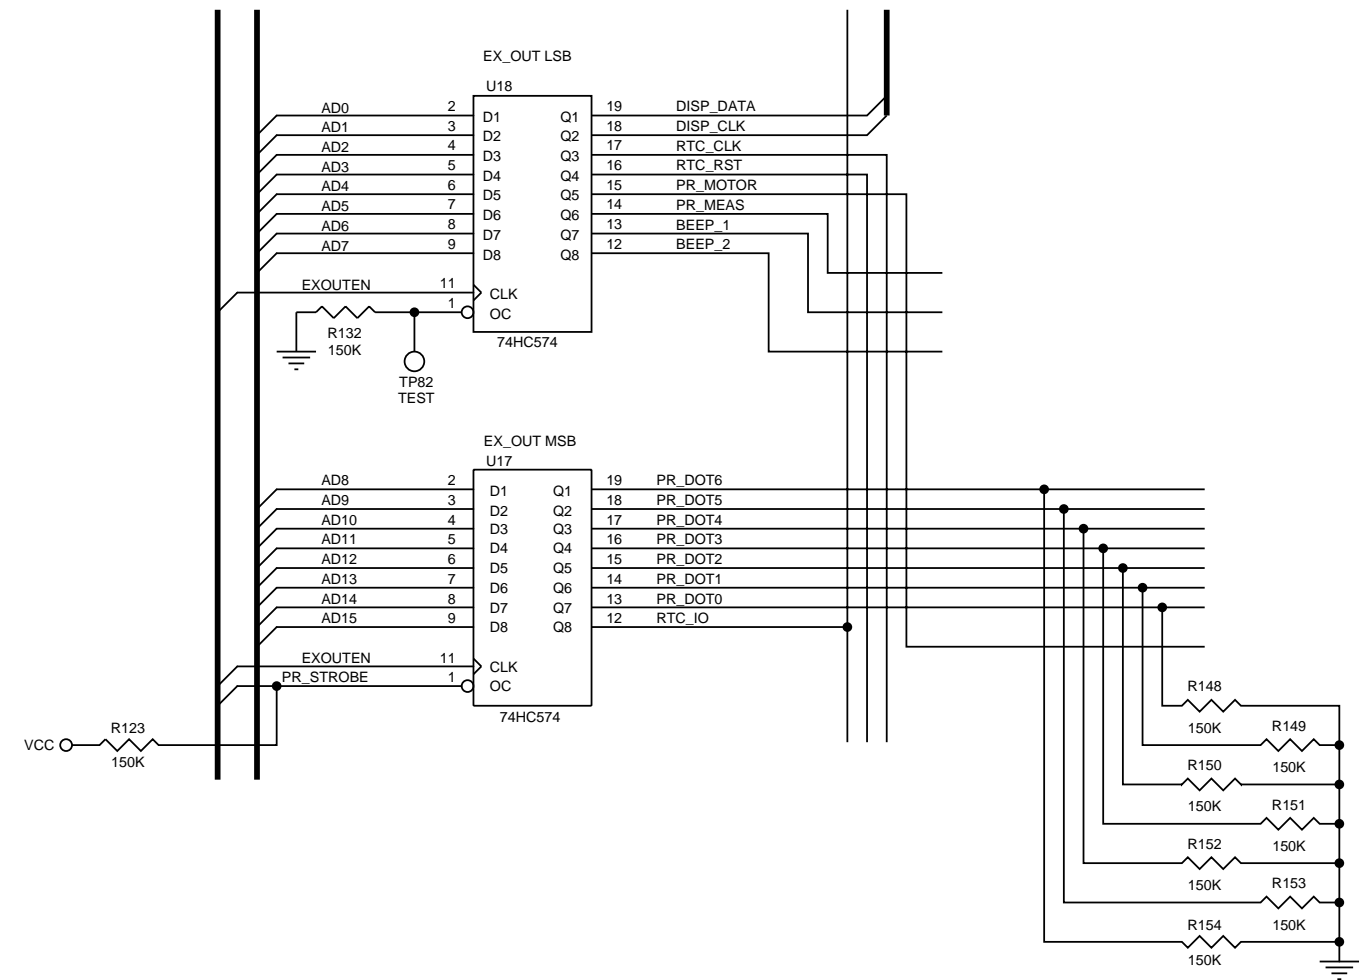 EX_OUT LSB
U18
AD0 2 D1 Q1 19 DISP_DATA
AD1 3 D2 Q2 18 DISP_CLK
AD2 4 D3 Q3 17 RTC_CLK
AD3 5 D4 Q4 16 RTC_RST
AD4 6 D5 Q5 15 PR_MOTOR
AD5 7 D6 Q6 14 PR_MEAS
AD6 8 D7 Q7 13 BEEP_1
AD7 9 D8 Q8 12 BEEP_2
EXOUTEN 11 CLK
1 OC
R132
150K
74HC574
TP82
TEST
EX_OUT MSB
U17
AD8 2 D1 Q1 19 PR_DOT6
AD9 3 D2 Q2 18 PR_DOT5
AD10 4 D3 Q3 17 PR_DOT4
AD11 5 D4 Q4 16 PR_DOT3
AD12 6 D5 Q5 15 PR_DOT2
AD13 7 D6 Q6 14 PR_DOT1
AD14 8 D7 Q7 13 PR_DOT0
AD15 9 D8 Q8 12 RTC_IO
EXOUTEN 11 CLK
PR_STROBE 1 OC
74HC574
R123
VCC
150K
R148
150K
R149
150K
R150
150K
R151
150K
R152
150K
R153
150K
R154
150K